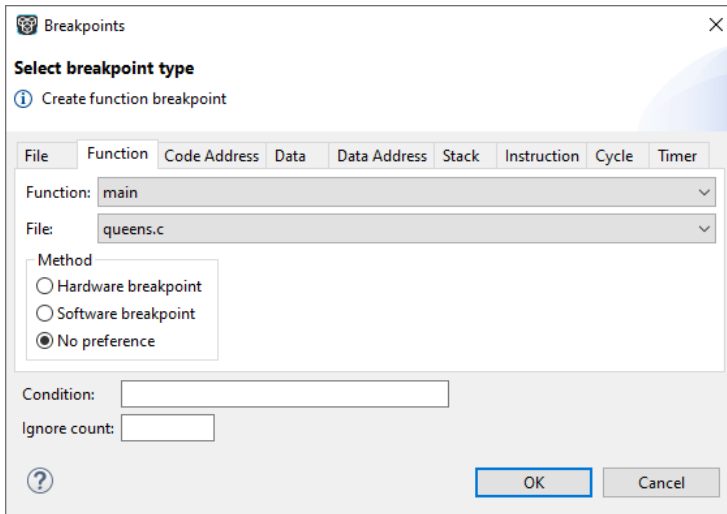 Breakpoints
Select breakpoint type
Create function breakpoint
File Function Code Address Data Data Address Stack Instruction Cycle Timer
Function: main
File: queens.c
Method
Hardware breakpoint
Software breakpoint
No preference
Condition:
Ignore count:
OK Cancel